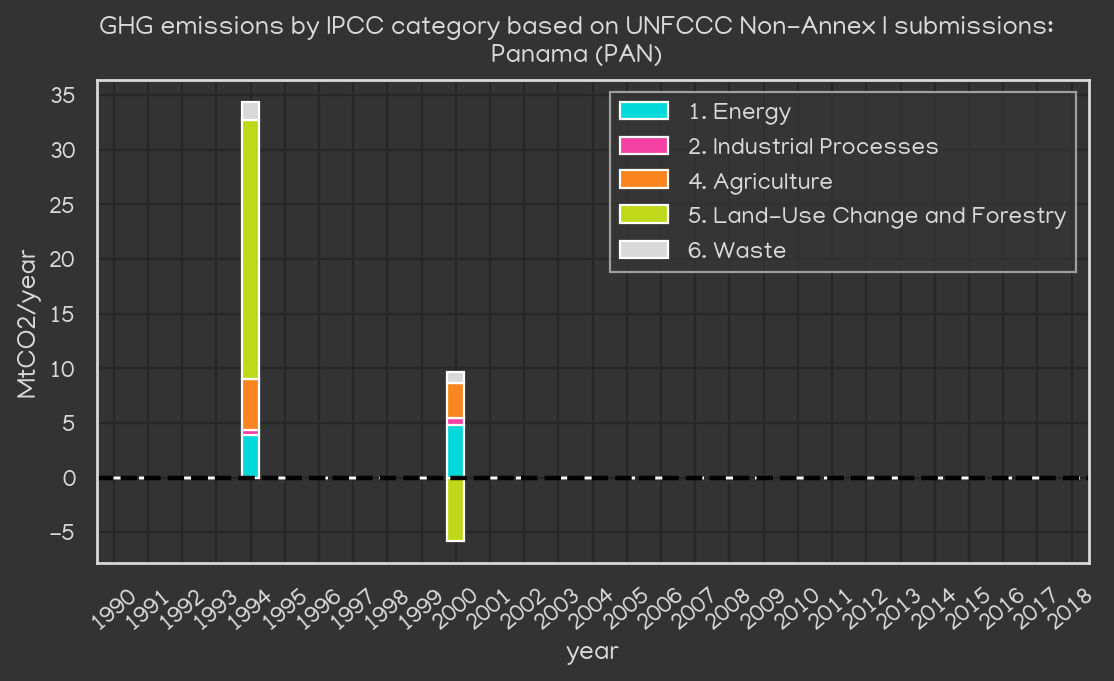 GHG emissions by IPCC category based on UNFCCC Non-Annex I submissions:
Panama (PAN)
35
30
25
20
15
10
5
0
-5
MtCO2/year
1. Energy
2. Industrial Processes
4. Agriculture
5. Land-Use Change and Forestry
6. Waste
1990 1991 1992 1993 1994 1995 1996 1997 1998 1999 2000 2001 2002 2003 2004 2005 2006 2007 2008 2009 2010 2011 2012 2013 2014 2015 2016 2017 2018
year